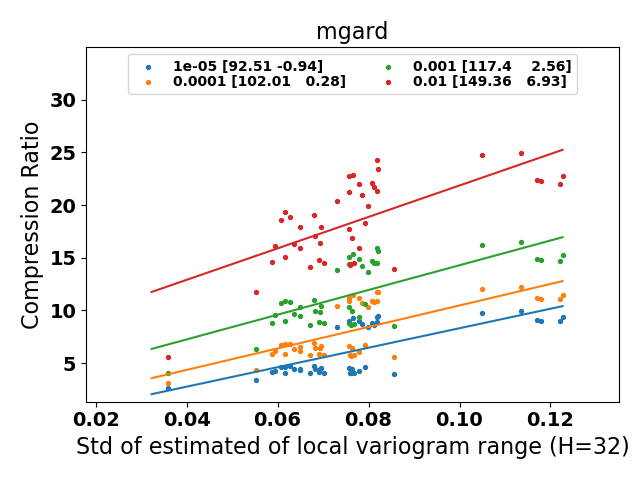 mgard
1e-05 [92.51 -0.94]
0.0001 [102.01 0.28]
0.001 [117.4 2.56]
0.01 [149.36 6.93]
Compression Ratio
30
25
20
15
10
5
0.02 0.04 0.06 0.08 0.10 0.12
Std of estimated of local variogram range (H=32)